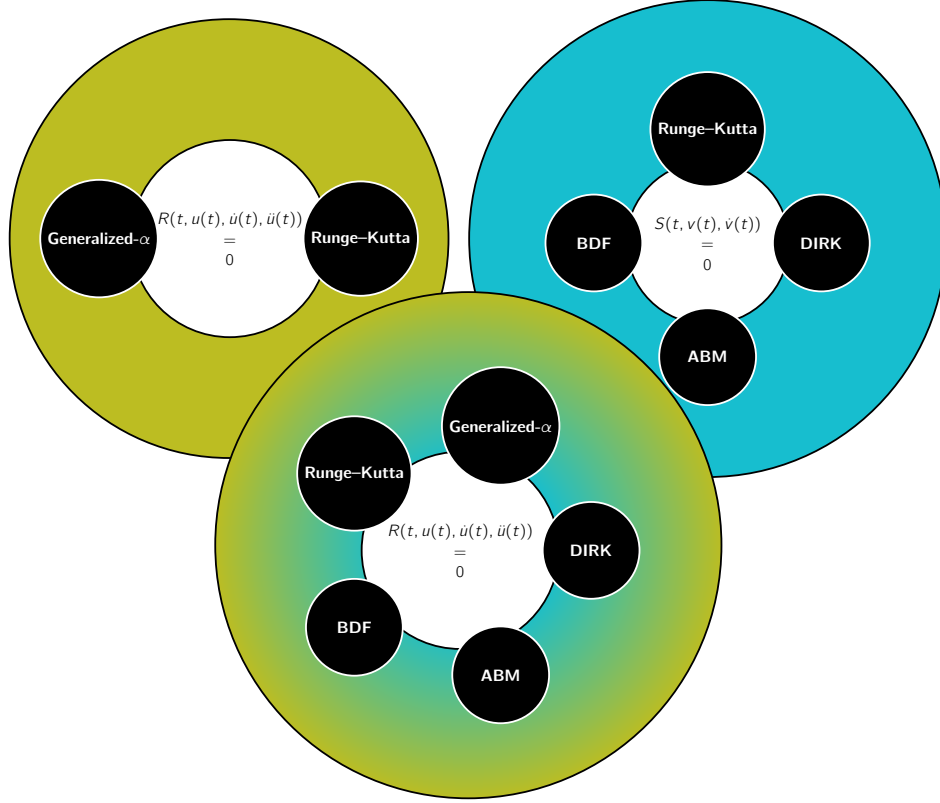 Generalized-α
R(t, u(t), u̇(t), ü(t))
=
0
Runge–Kutta
Runge–Kutta
BDF
S(t, v(t), v̇(t))
=
0
DIRK
ABM
Generalized-α
Runge–Kutta
R(t, u(t), u̇(t), ü(t))
=
0
DIRK
BDF
ABM